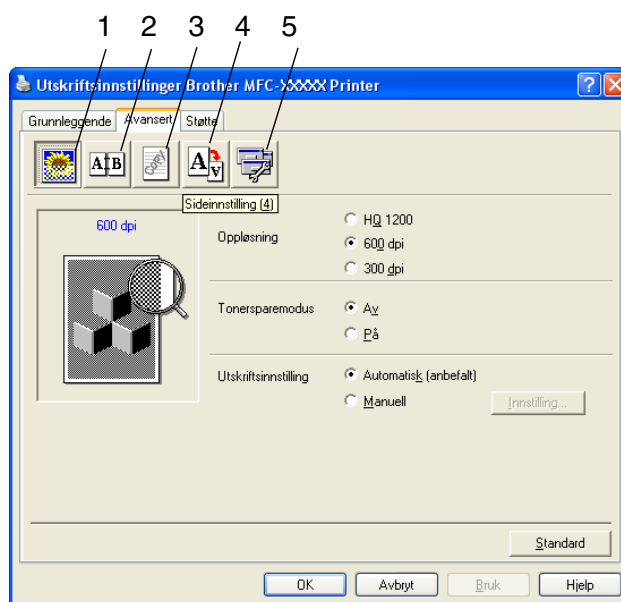 1 2 3 4 5
Utskriftsinnstillinger Brother MFC-XXXXX Printer
Grunnleggende Avansert Støtte
A B Copy A A
Sideinnstilling (4)
600 dpi
Oppløsning
HQ 1200
600 dpi
300 dpi
Tonersparemodus
Av
På
Utskriftsinnstilling
Automatisk (anbefalt)
Manuell
Innstilling...
Standard
OK Avbryt Bruk Hjelp